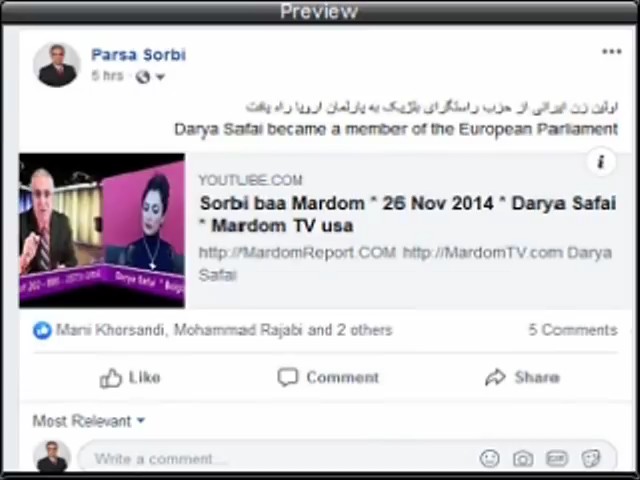 Preview
Parsa Sorbi
5 hrs
اولین زن ایرانی از حزب راستگرای بلژیک به پارلمان اروپا راه یافت
Darya Safai became a member of the European Parliament
YOUTUBE.COM
Sorbi baa Mardom * 26 Nov 2014 * Darya Safai
* Mardom TV usa
http://MardomReport.COM http://MardomTV.com Darya
Safai
Darya Safai *
Mani Khorsandi, Mohammad Rajabi and 2 others
5 Comments
Like
Comment
Share
Most Relevant
Write a comment...
GIF